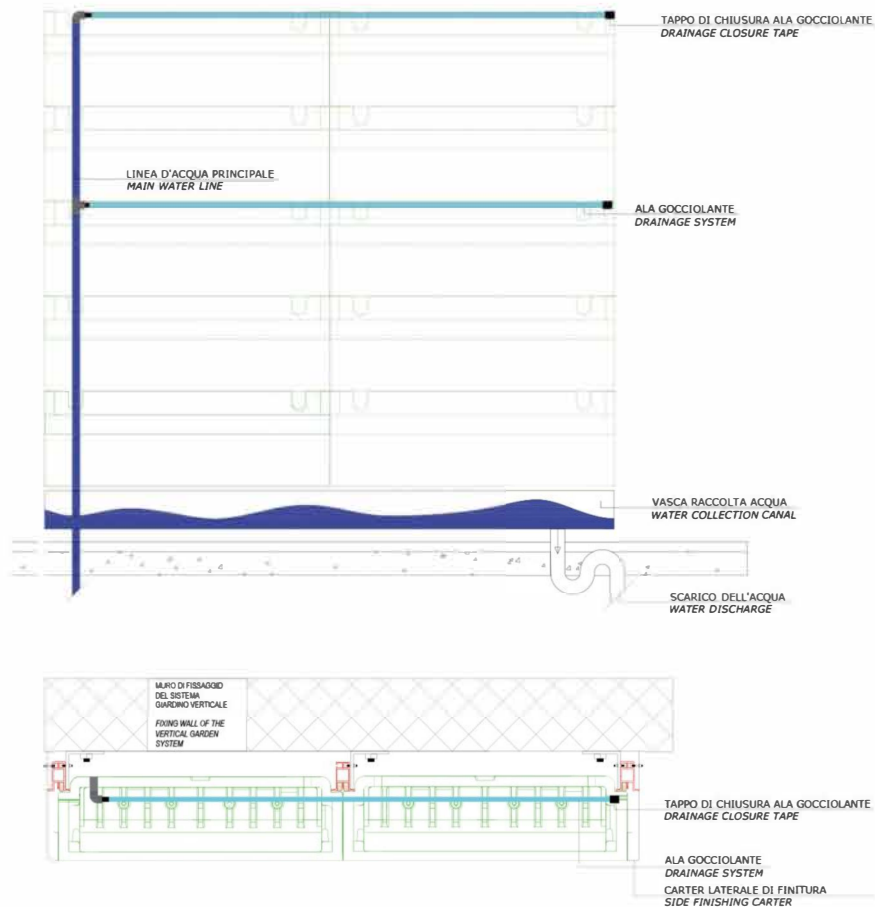 TAPPO DI CHIUSURA ALA GOCCIOLANTE
DRAINAGE CLOSURE TAPE
LINEA D'ACQUA PRINCIPALE
MAIN WATER LINE
ALA GOCCIOLANTE
DRAINAGE SYSTEM
VASCA RACCOLTA ACQUA
WATER COLLECTION CANAL
SCARICO DELL'ACQUA
WATER DISCHARGE
MURO DI FISSAGGIO
DEL SISTEMA
GIARDINO VERTICALE
FIXING WALL OF THE
VERTICAL GARDEN
SYSTEM
TAPPO DI CHIUSURA ALA GOCCIOLANTE
DRAINAGE CLOSURE TAPE
ALA GOCCIOLANTE
DRAINAGE SYSTEM
CARTER LATERALE DI FINITURA
SIDE FINISHING CARTER